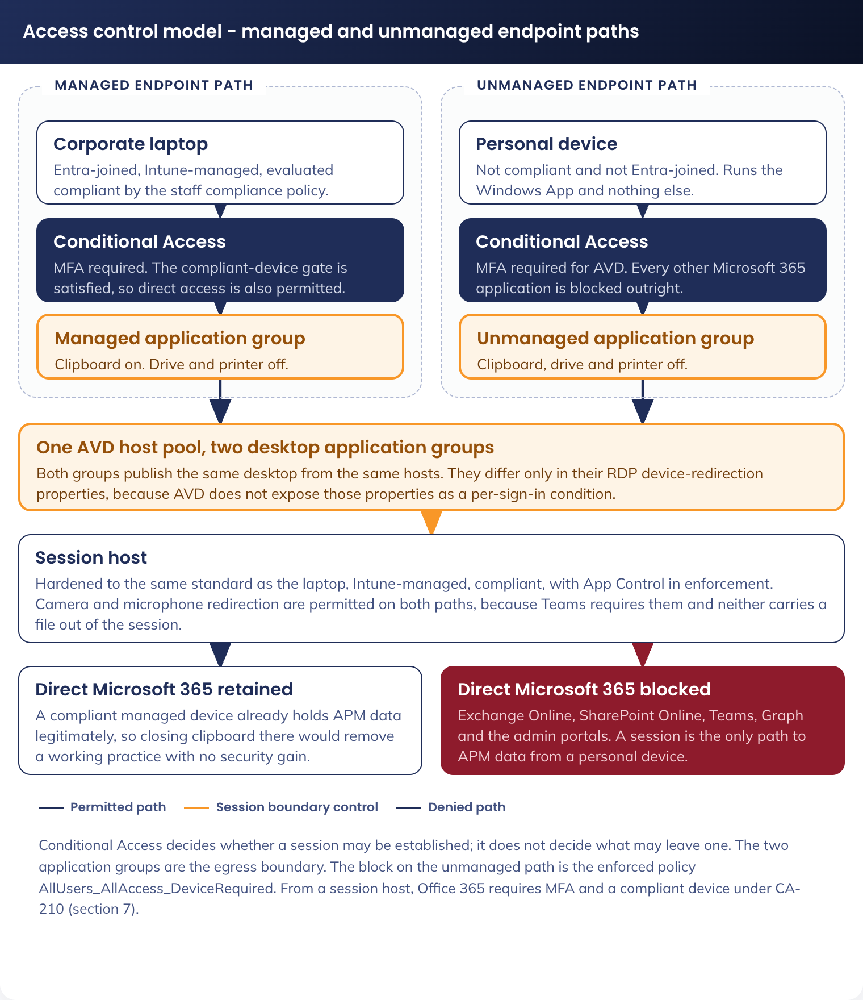 Access control model - managed and unmanaged endpoint paths
MANAGED ENDPOINT PATH
Corporate laptop
Entra-joined, Intune-managed, evaluated
compliant by the staff compliance policy.
Conditional Access
MFA required. The compliant-device gate is
satisfied, so direct access is also permitted.
Managed application group
Clipboard on. Drive and printer off.
UNMANAGED ENDPOINT PATH
Personal device
Not compliant and not Entra-joined. Runs the
Windows App and nothing else.
Conditional Access
MFA required for AVD. Every other Microsoft 365
application is blocked outright.
Unmanaged application group
Clipboard, drive and printer off.
One AVD host pool, two desktop application groups
Both groups publish the same desktop from the same hosts. They differ only in their RDP device-redirection
properties, because AVD does not expose those properties as a per-sign-in condition.
Session host
Hardened to the same standard as the laptop, Intune-managed, compliant, with App Control in enforcement.
Camera and microphone redirection are permitted on both paths, because Teams requires them and neither carries a
file out of the session.
Direct Microsoft 365 retained
A compliant managed device already holds APM data
legitimately, so closing clipboard there would remove
a working practice with no security gain.
Direct Microsoft 365 blocked
Exchange Online, SharePoint Online, Teams, Graph
and the admin portals. A session is the only path to
APM data from a personal device.
Permitted path
Session boundary control
Denied path
Conditional Access decides whether a session may be established; it does not decide what may leave one. The two
application groups are the egress boundary. The block on the unmanaged path is the enforced policy
AllUsers_AllAccess_DeviceRequired. From a session host, Office 365 requires MFA and a compliant device under CA-
210 (section 7).